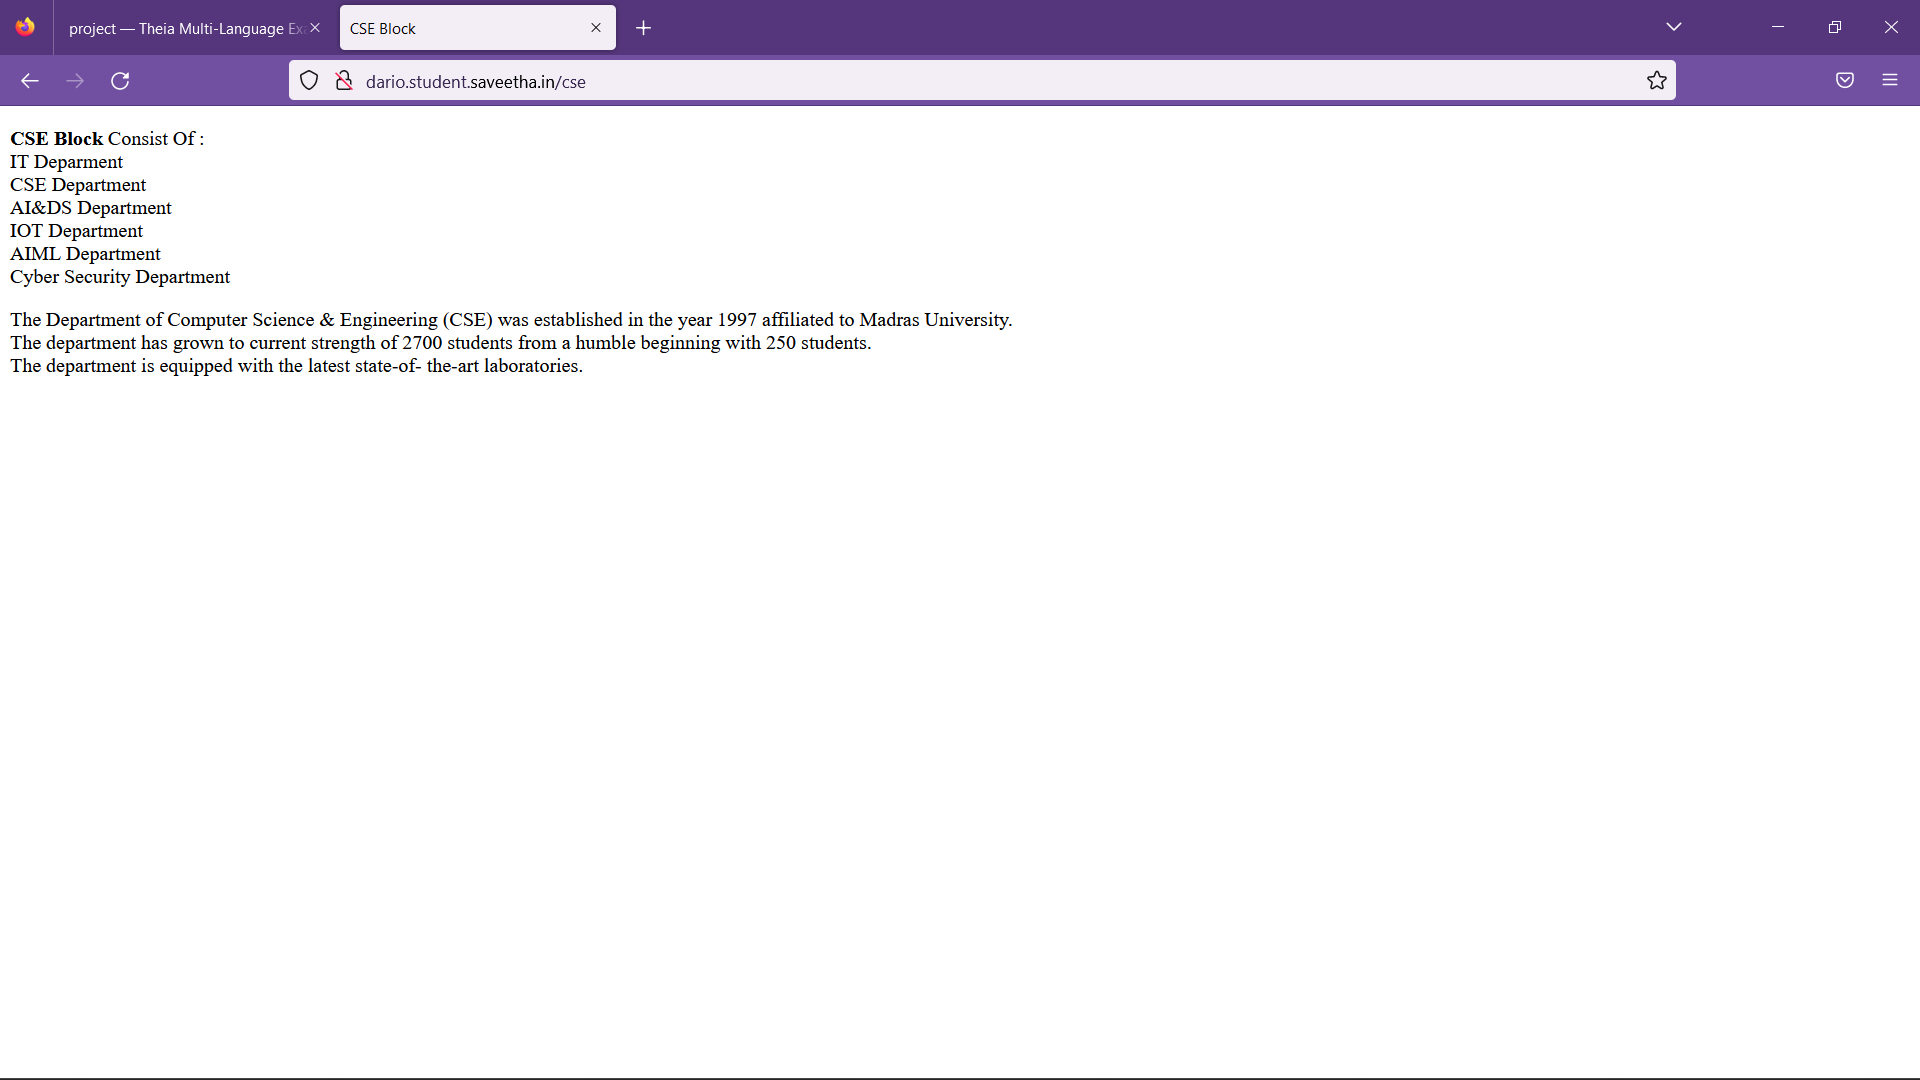 project — Theia Multi-Language Ex
CSE Block
dario.student.saveetha.in/cse
CSE Block Consist Of :
IT Deparment
CSE Department
AI&DS Department
IOT Department
AIML Department
Cyber Security Department
The Department of Computer Science & Engineering (CSE) was established in the year 1997 affiliated to Madras University.
The department has grown to current strength of 2700 students from a humble beginning with 250 students.
The department is equipped with the latest state-of- the-art laboratories.